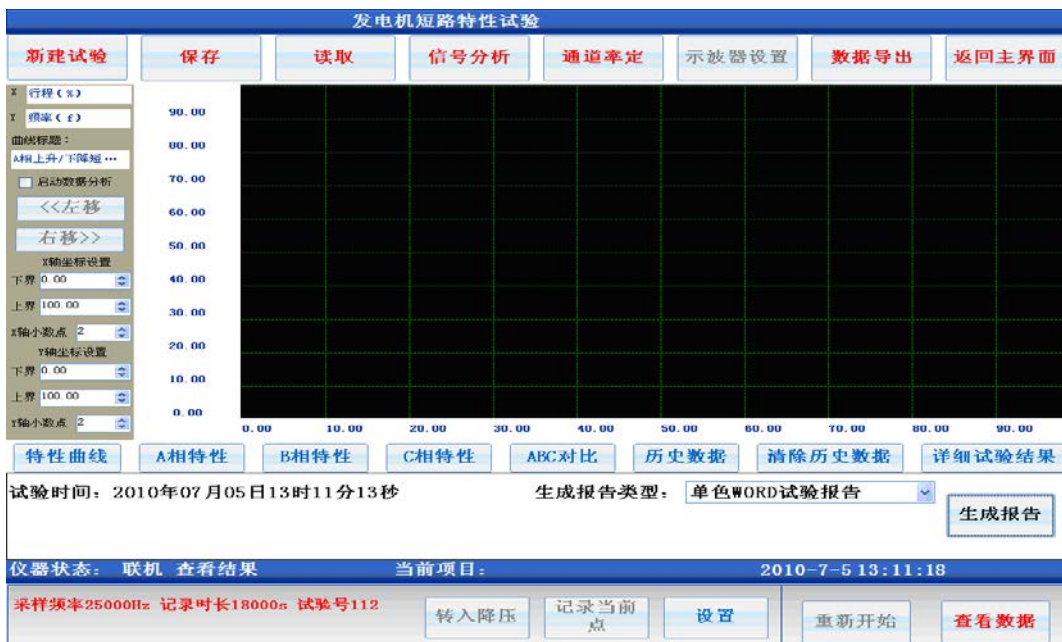 发电机短路特性试验
新建试验 保存 读取 信号分析 通道率定 示波器设置 数据导出 返回主界面
X 行程(%)
Y 频率(f)
曲线标题:
A相上升/下降短…
启动数据分析
<<左移
右移>>
X轴坐标设置
下界 0.00
上界 100.00
X轴小数点 2
Y轴坐标设置
下界 0.00
上界 100.00
Y轴小数点 2
90.00
80.00
70.00
60.00
50.00
40.00
30.00
20.00
10.00
0.00
0.00 10.00 20.00 30.00 40.00 50.00 60.00 70.00 80.00 90.00
特性曲线 A相特性 B相特性 C相特性 ABC对比 历史数据 清除历史数据 详细试验结果
试验时间: 2010年07月05日13时11分13秒 生成报告类型: 单色WORD试验报告
生成报告
仪器状态: 联机 查看结果 当前项目: 2010-7-5 13:11:18
采样频率25000Hz 记录时长18000s 试验号112
转入降压 记录当前点 设置 重新开始 查看数据